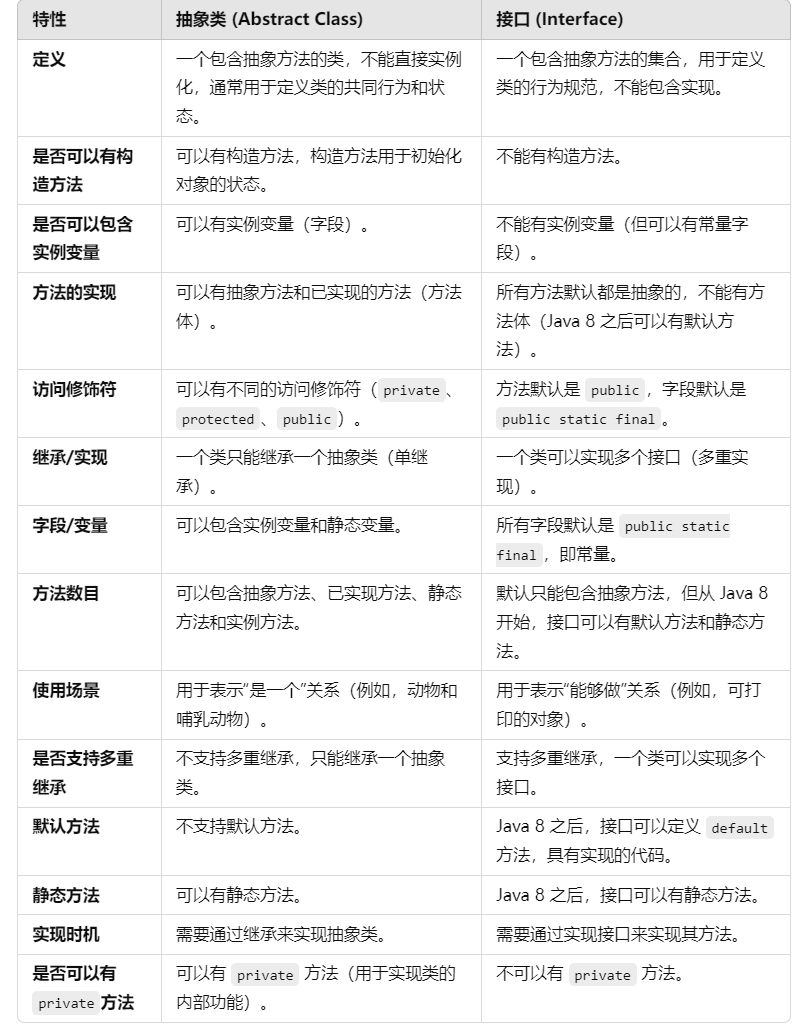 特性 抽象类 (Abstract Class) 接口 (Interface)
定义 一个包含抽象方法的类，不能直接实例 一个包含抽象方法的集合，用于定义
化，通常用于定义类的共同行为和状 类的行为规范，不能包含实现。
态。
是否可以有构 可以有构造方法，构造方法用于初始化 不能有构造方法。
造方法 对象的状态。
是否可以包含 可以有实例变量（字段）。 不能有实例变量（但可以有常量字
实例变量 段）。
方法的实现 可以有抽象方法和已实现的方法（方法 所有方法默认都是抽象的，不能有方
体）。 法体（Java 8 之后可以有默认方
法）。
访问修饰符 可以有不同的访问修饰符（private、 方法默认是 public，字段默认是
protected、public）。 public static final。
继承/实现 一个类只能继承一个抽象类（单继 一个类可以实现多个接口（多重实
承）。 现）。
字段/变量 可以包含实例变量和静态变量。 所有字段默认是 public static
final，即常量。
方法数目 可以包含抽象方法、已实现方法、静态 默认只能包含抽象方法，但从 Java 8
方法和实例方法。 开始，接口可以有默认方法和静态方
法。
使用场景 用于表示“是一个”关系（例如，动物和 用于表示“能够做”关系（例如，可打
哺乳动物）。 印的对象）。
是否支持多重 不支持多重继承，只能继承一个抽象 支持多重继承，一个类可以实现多个
继承 类。 接口。
默认方法 不支持默认方法。 Java 8 之后，接口可以定义 default
方法，具有实现的代码。
静态方法 可以有静态方法。 Java 8 之后，接口可以有静态方法。
实现时机 需要通过继承来实现抽象类。 需要通过实现接口来实现其方法。
是否可以有 可以有 private 方法（用于实现类的 不可以有 private 方法。
private 方法 内部功能）。